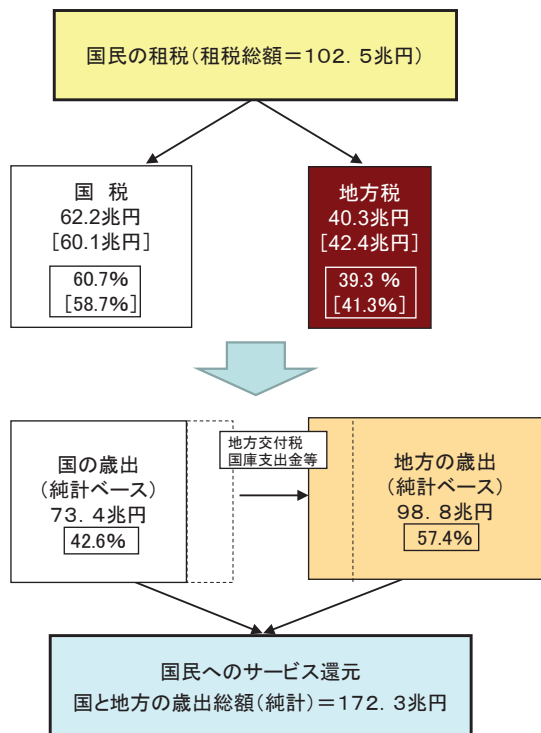 国民の租税(租税総額＝102．5兆円)
国 税
62.2兆円
[60.1兆円]
60.7%
[58.7%]
地方税
40.3兆円
[42.4兆円]
39.3 %
[41.3%]
国の歳出
(純計ベース)
73．4兆円
42.6%
地方交付税
国庫支出金等
地方の歳出
(純計ベース)
98．8兆円
57.4%
国民へのサービス還元
国と地方の歳出総額(純計)＝172．3兆円